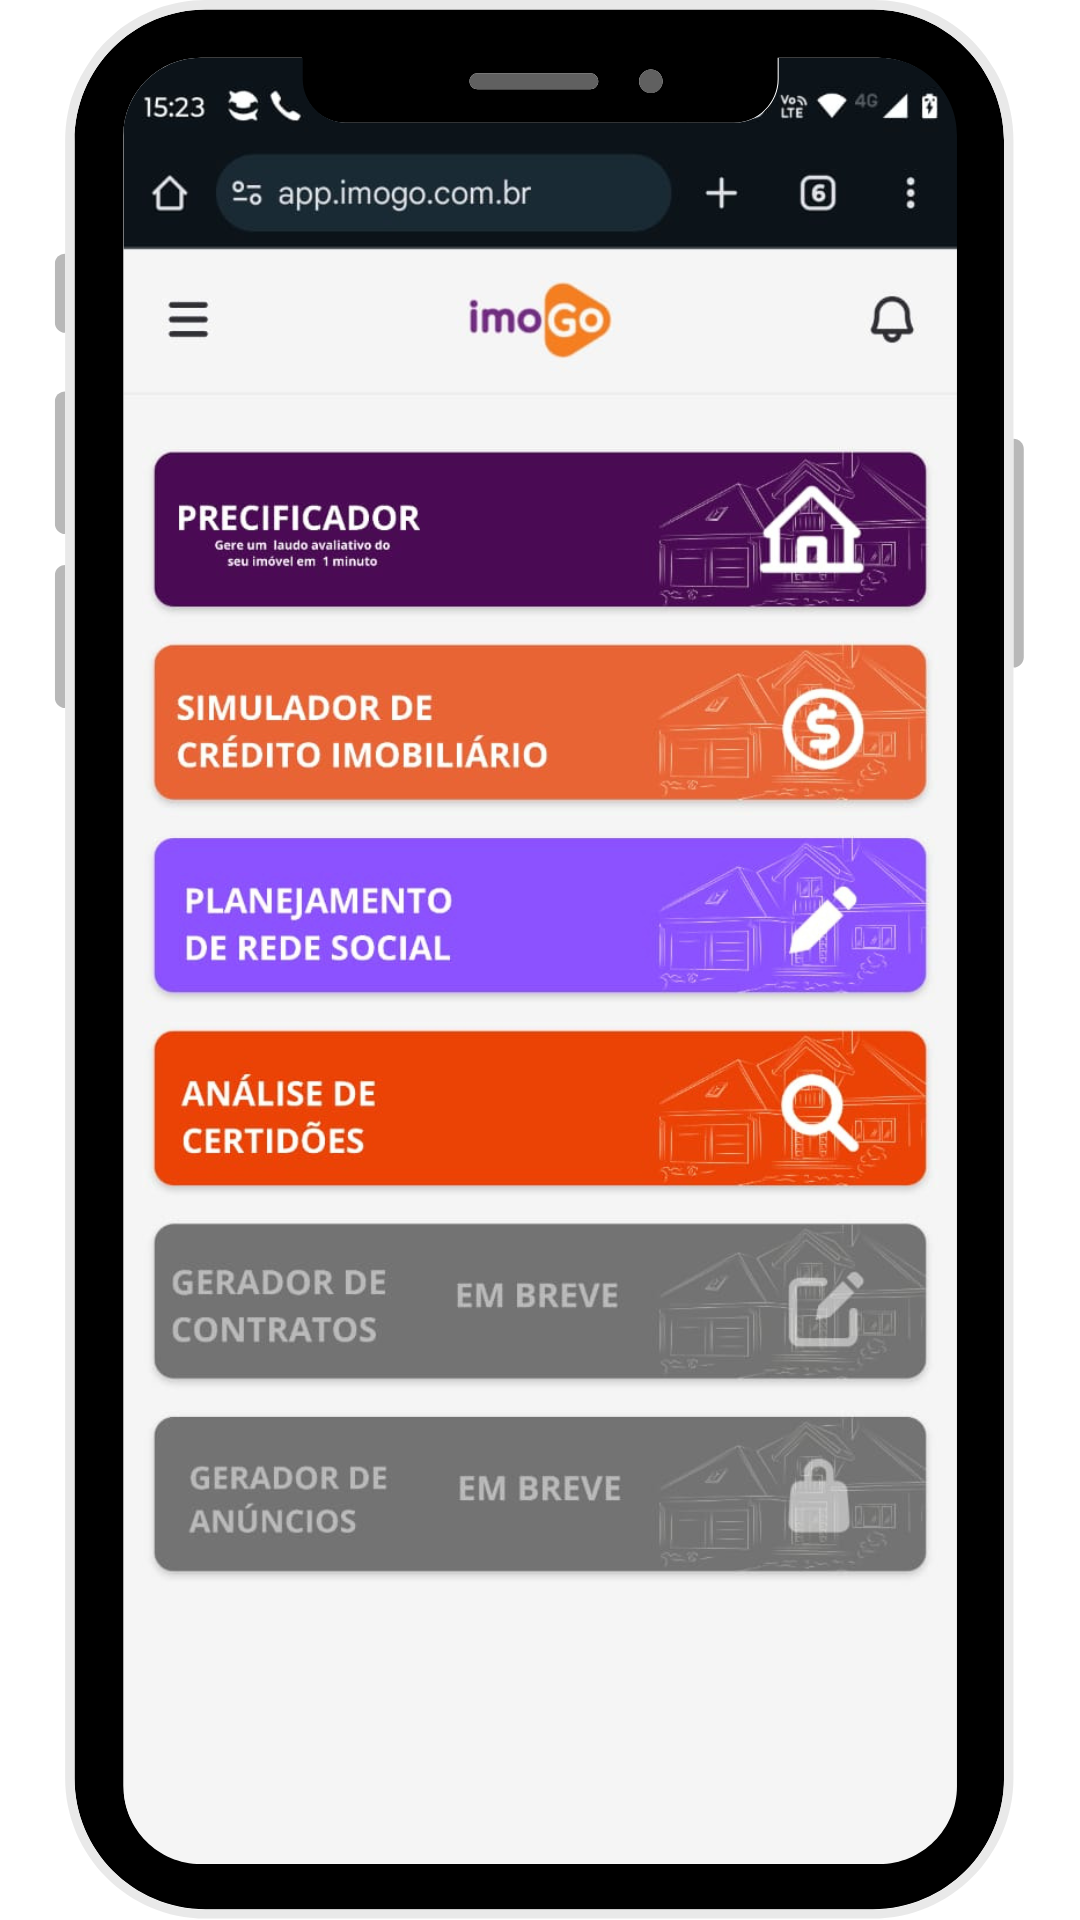 15:23
Vo
LTE
4G
app.imogo.com.br
6
imoGo
PRECIFICADOR
Gere um laudo avaliativo do
seu imóvel em 1 minuto
SIMULADOR DE
CRÉDITO IMOBILIÁRIO
$
PLANEJAMENTO
DE REDE SOCIAL
ANÁLISE DE
CERTIDÕES
GERADOR DE
CONTRATOS
EM BREVE
GERADOR DE
ANÚNCIOS
EM BREVE